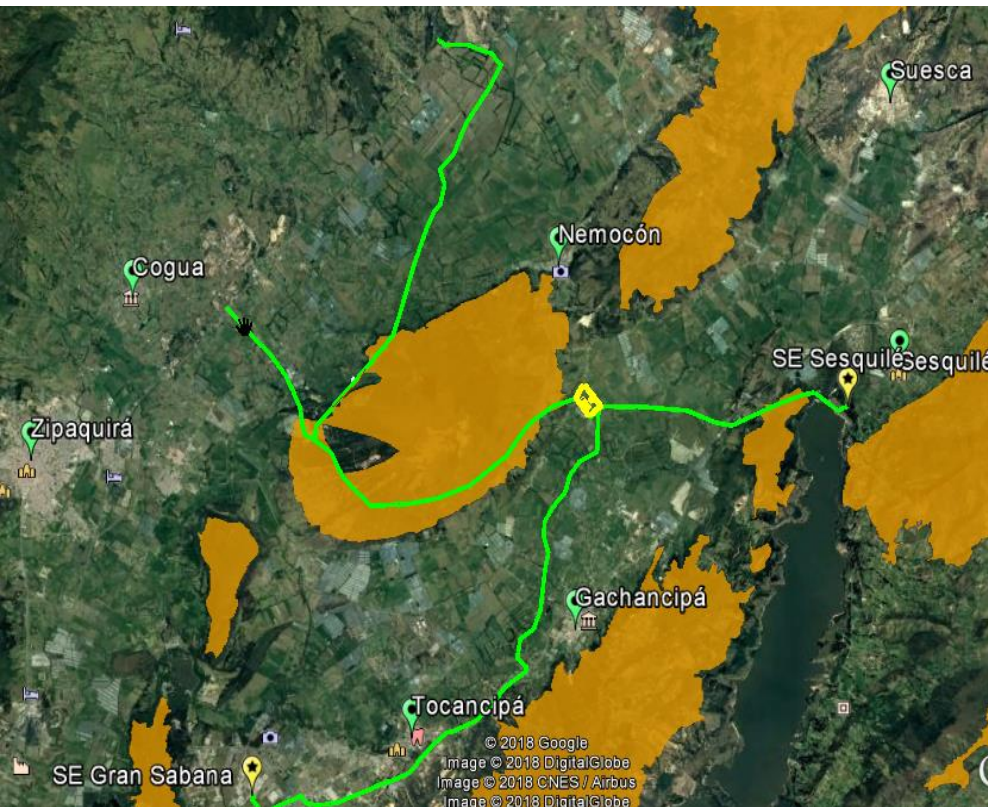 Suesca
Nemocón
Cogua
SE Sesquilé
Sesquilé
Zipaquirá
Gachancipá
Tocancipá
SE Gran Sabana
© 2018 Google
Image © 2018 DigitalGlobe
Image © 2018 CNES / Airbus
Image © 2018 DigitalGlobe